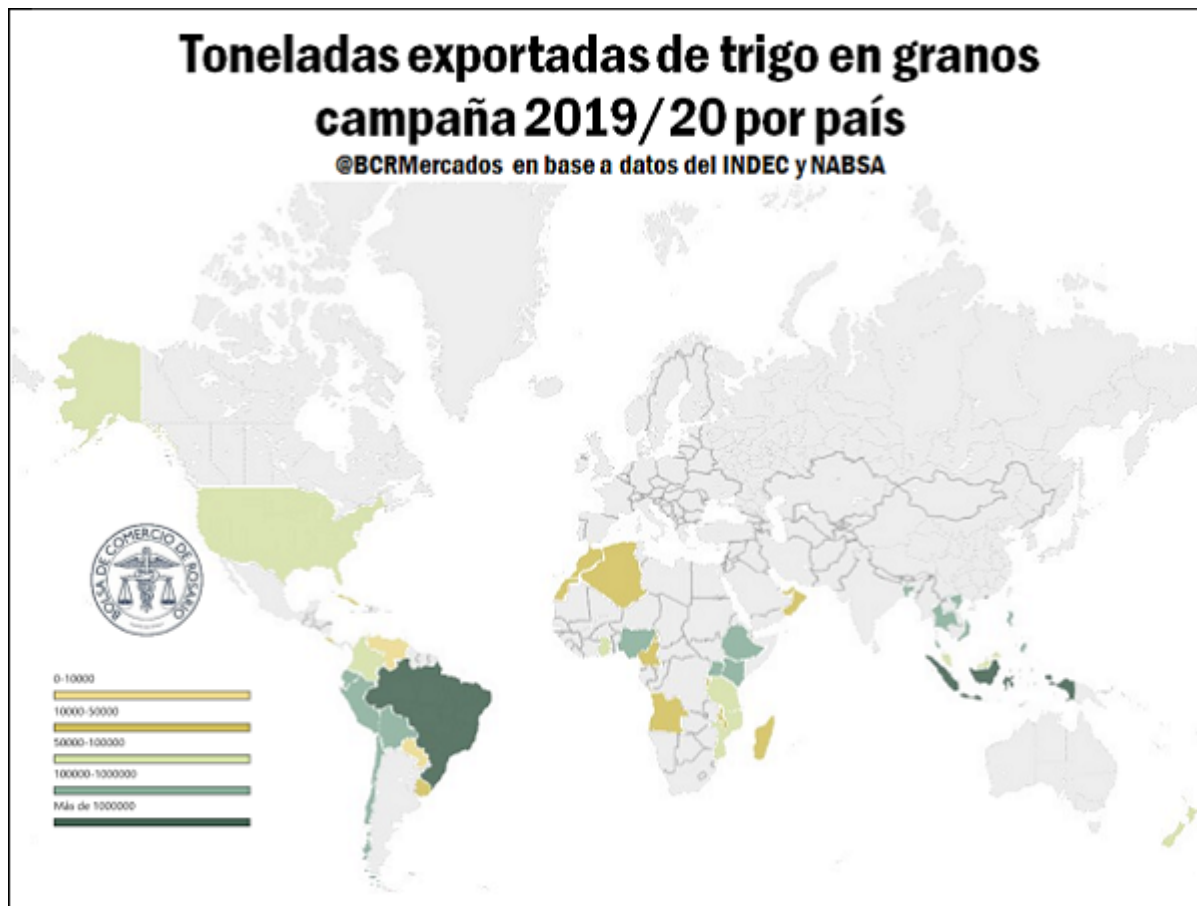 Toneladas exportadas de trigo en granos
campaña 2019/20 por país
@BCRMercados en base a datos del INDEC y NABSA
BOLSA DE COMERCIO DE ROSARIO
0-10000
10000-50000
50000-100000
100000-1000000
Más de 1000000